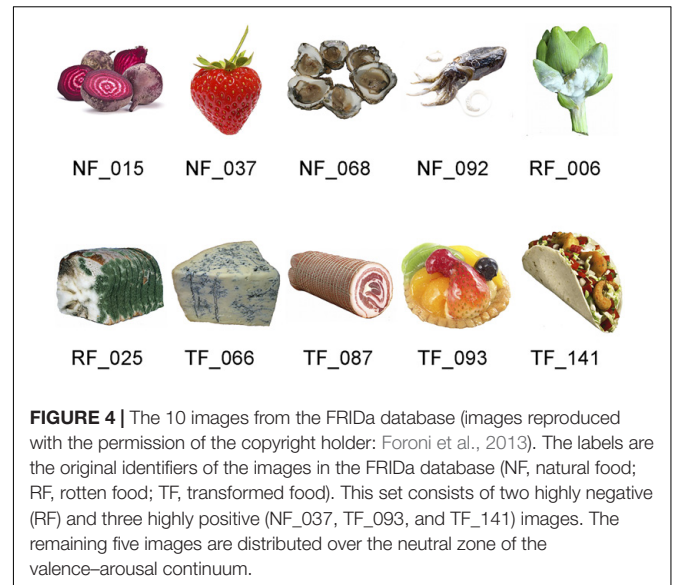 NF_015 NF_037 NF_068 NF_092 RF_006
RF_025 TF_066 TF_087 TF_093 TF_141
FIGURE 4 | The 10 images from the FRIDa database (images reproduced
with the permission of the copyright holder: Foroni et al., 2013). The labels are
the original identifiers of the images in the FRIDa database (NF, natural food;
RF, rotten food; TF, transformed food). This set consists of two highly negative
(RF) and three highly positive (NF_037, TF_093, and TF_141) images. The
remaining five images are distributed over the neutral zone of the
valence–arousal continuum.